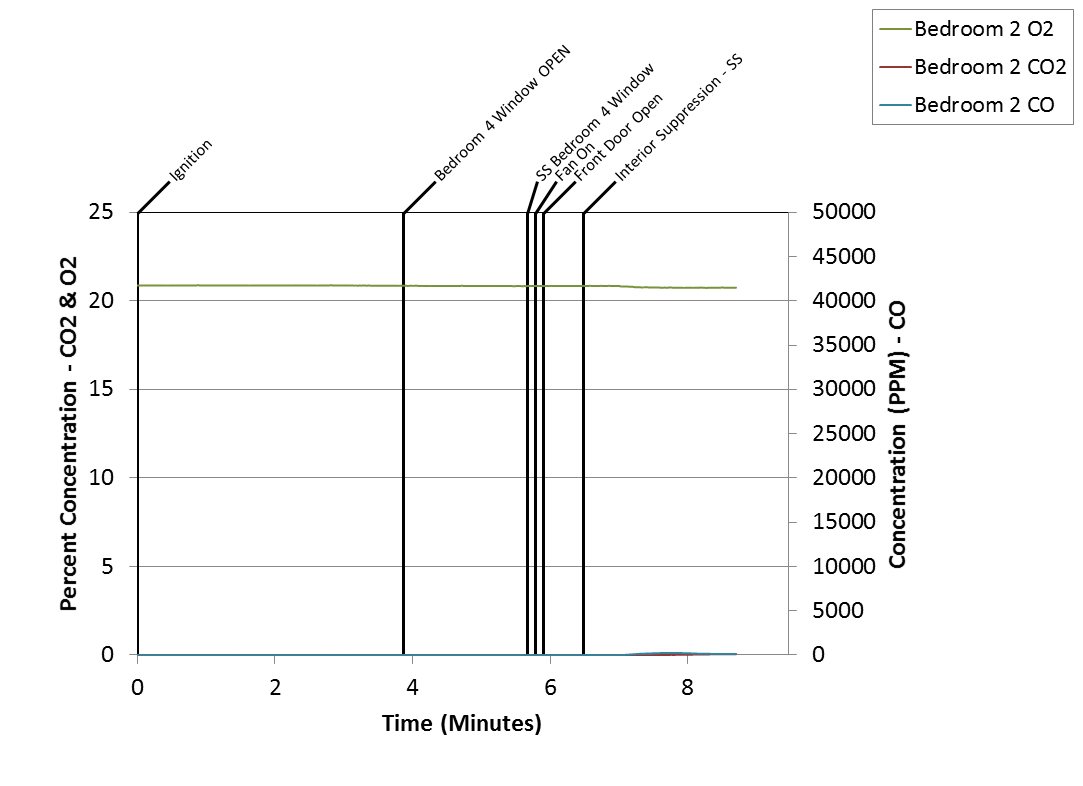 Bedroom 2 O2
Bedroom 2 CO2
Bedroom 2 CO
Ignition
Bedroom 4 Window OPEN
SS Bedroom 4 Window
Fan On
Front Door Open
Interior Suppression - SS
Percent Concentration - CO2 & O2
25
20
15
10
5
0
50000
45000
40000
35000
30000
25000
20000
15000
10000
5000
0
Concentration (PPM) - CO
0 2 4 6 8
Time (Minutes)